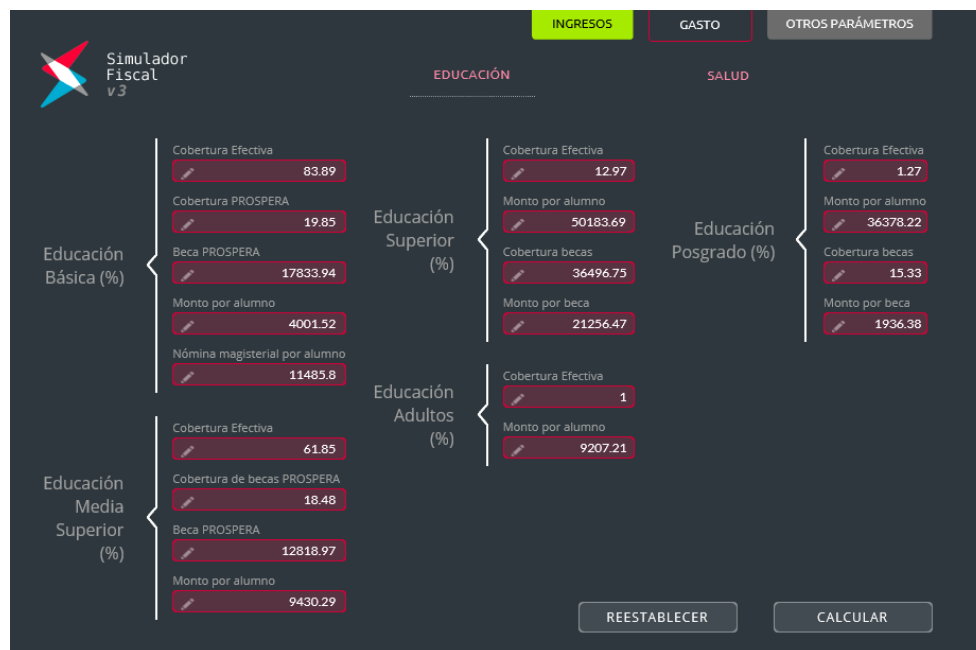 INGRESOS
GASTO
OTROS PARÁMETROS
Simulador
Fiscal
v3
EDUCACIÓN
SALUD
Educación
Básica (%)
Cobertura Efectiva
83.89
Cobertura PROSPERA
19.85
Beca PROSPERA
17833.94
Monto por alumno
4001.52
Nómina magisterial por alumno
11485.8
Educación
Media
Superior
(%)
Cobertura Efectiva
61.85
Cobertura de becas PROSPERA
18.48
Beca PROSPERA
12818.97
Monto por alumno
9430.29
Educación
Superior
(%)
Cobertura Efectiva
12.97
Monto por alumno
50183.69
Cobertura becas
36496.75
Monto por beca
21256.47
Educación
Adultos
(%)
Cobertura Efectiva
1
Monto por alumno
9207.21
Educación
Posgrado (%)
Cobertura Efectiva
1.27
Monto por alumno
36378.22
Cobertura becas
15.33
Monto por beca
1936.38
REESTABLECER
CALCULAR